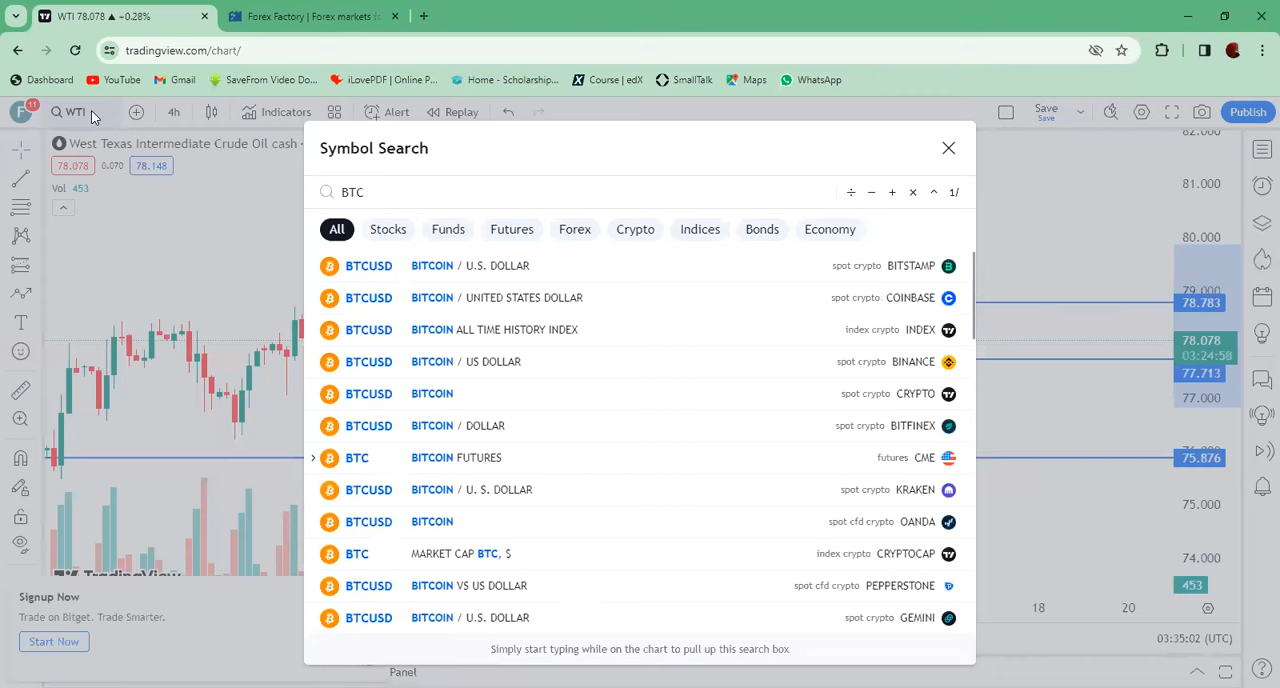 WTI 78.078 ▲ +0.28%
Forex Factory | Forex markets f
tradingview.com/chart/
Dashboard
YouTube
Gmail
SaveFrom Video Do...
iLovePDF | Online P...
Home - Scholarship...
Course | edX
SmallTalk
Maps
WhatsApp
F
11
WTI
4h
Indicators
Alert
Replay
Save
Save
Publish
West Texas Intermediate Crude Oil cash
78.078
0.070
78.148
Vol 453
Symbol Search
BTC
1/
All
Stocks
Funds
Futures
Forex
Crypto
Indices
Bonds
Economy
BTCUSD BITCOIN / U.S. DOLLAR spot crypto BITSTAMP
BTCUSD BITCOIN / UNITED STATES DOLLAR spot crypto COINBASE
BTCUSD BITCOIN ALL TIME HISTORY INDEX index crypto INDEX
BTCUSD BITCOIN / US DOLLAR spot crypto BINANCE
BTCUSD BITCOIN spot crypto CRYPTO
BTCUSD BITCOIN / DOLLAR spot crypto BITFINEX
BTC BITCOIN FUTURES futures CME
BTCUSD BITCOIN / U. S. DOLLAR spot crypto KRAKEN
BTCUSD BITCOIN spot cfd crypto OANDA
BTC MARKET CAP BTC, $ index crypto CRYPTOCAP
BTCUSD BITCOIN VS US DOLLAR spot cfd crypto PEPPERSTONE
BTCUSD BITCOIN / U.S. DOLLAR spot crypto GEMINI
Simply start typing while on the chart to pull up this search box
82.000
81.000
80.000
79.000
78.783
78.078
03:24:58
77.713
77.000
75.876
75.000
74.000
453
18
20
03:35:02 (UTC)
TradingView
Signup Now
Trade on Bitget. Trade Smarter.
Start Now
Panel